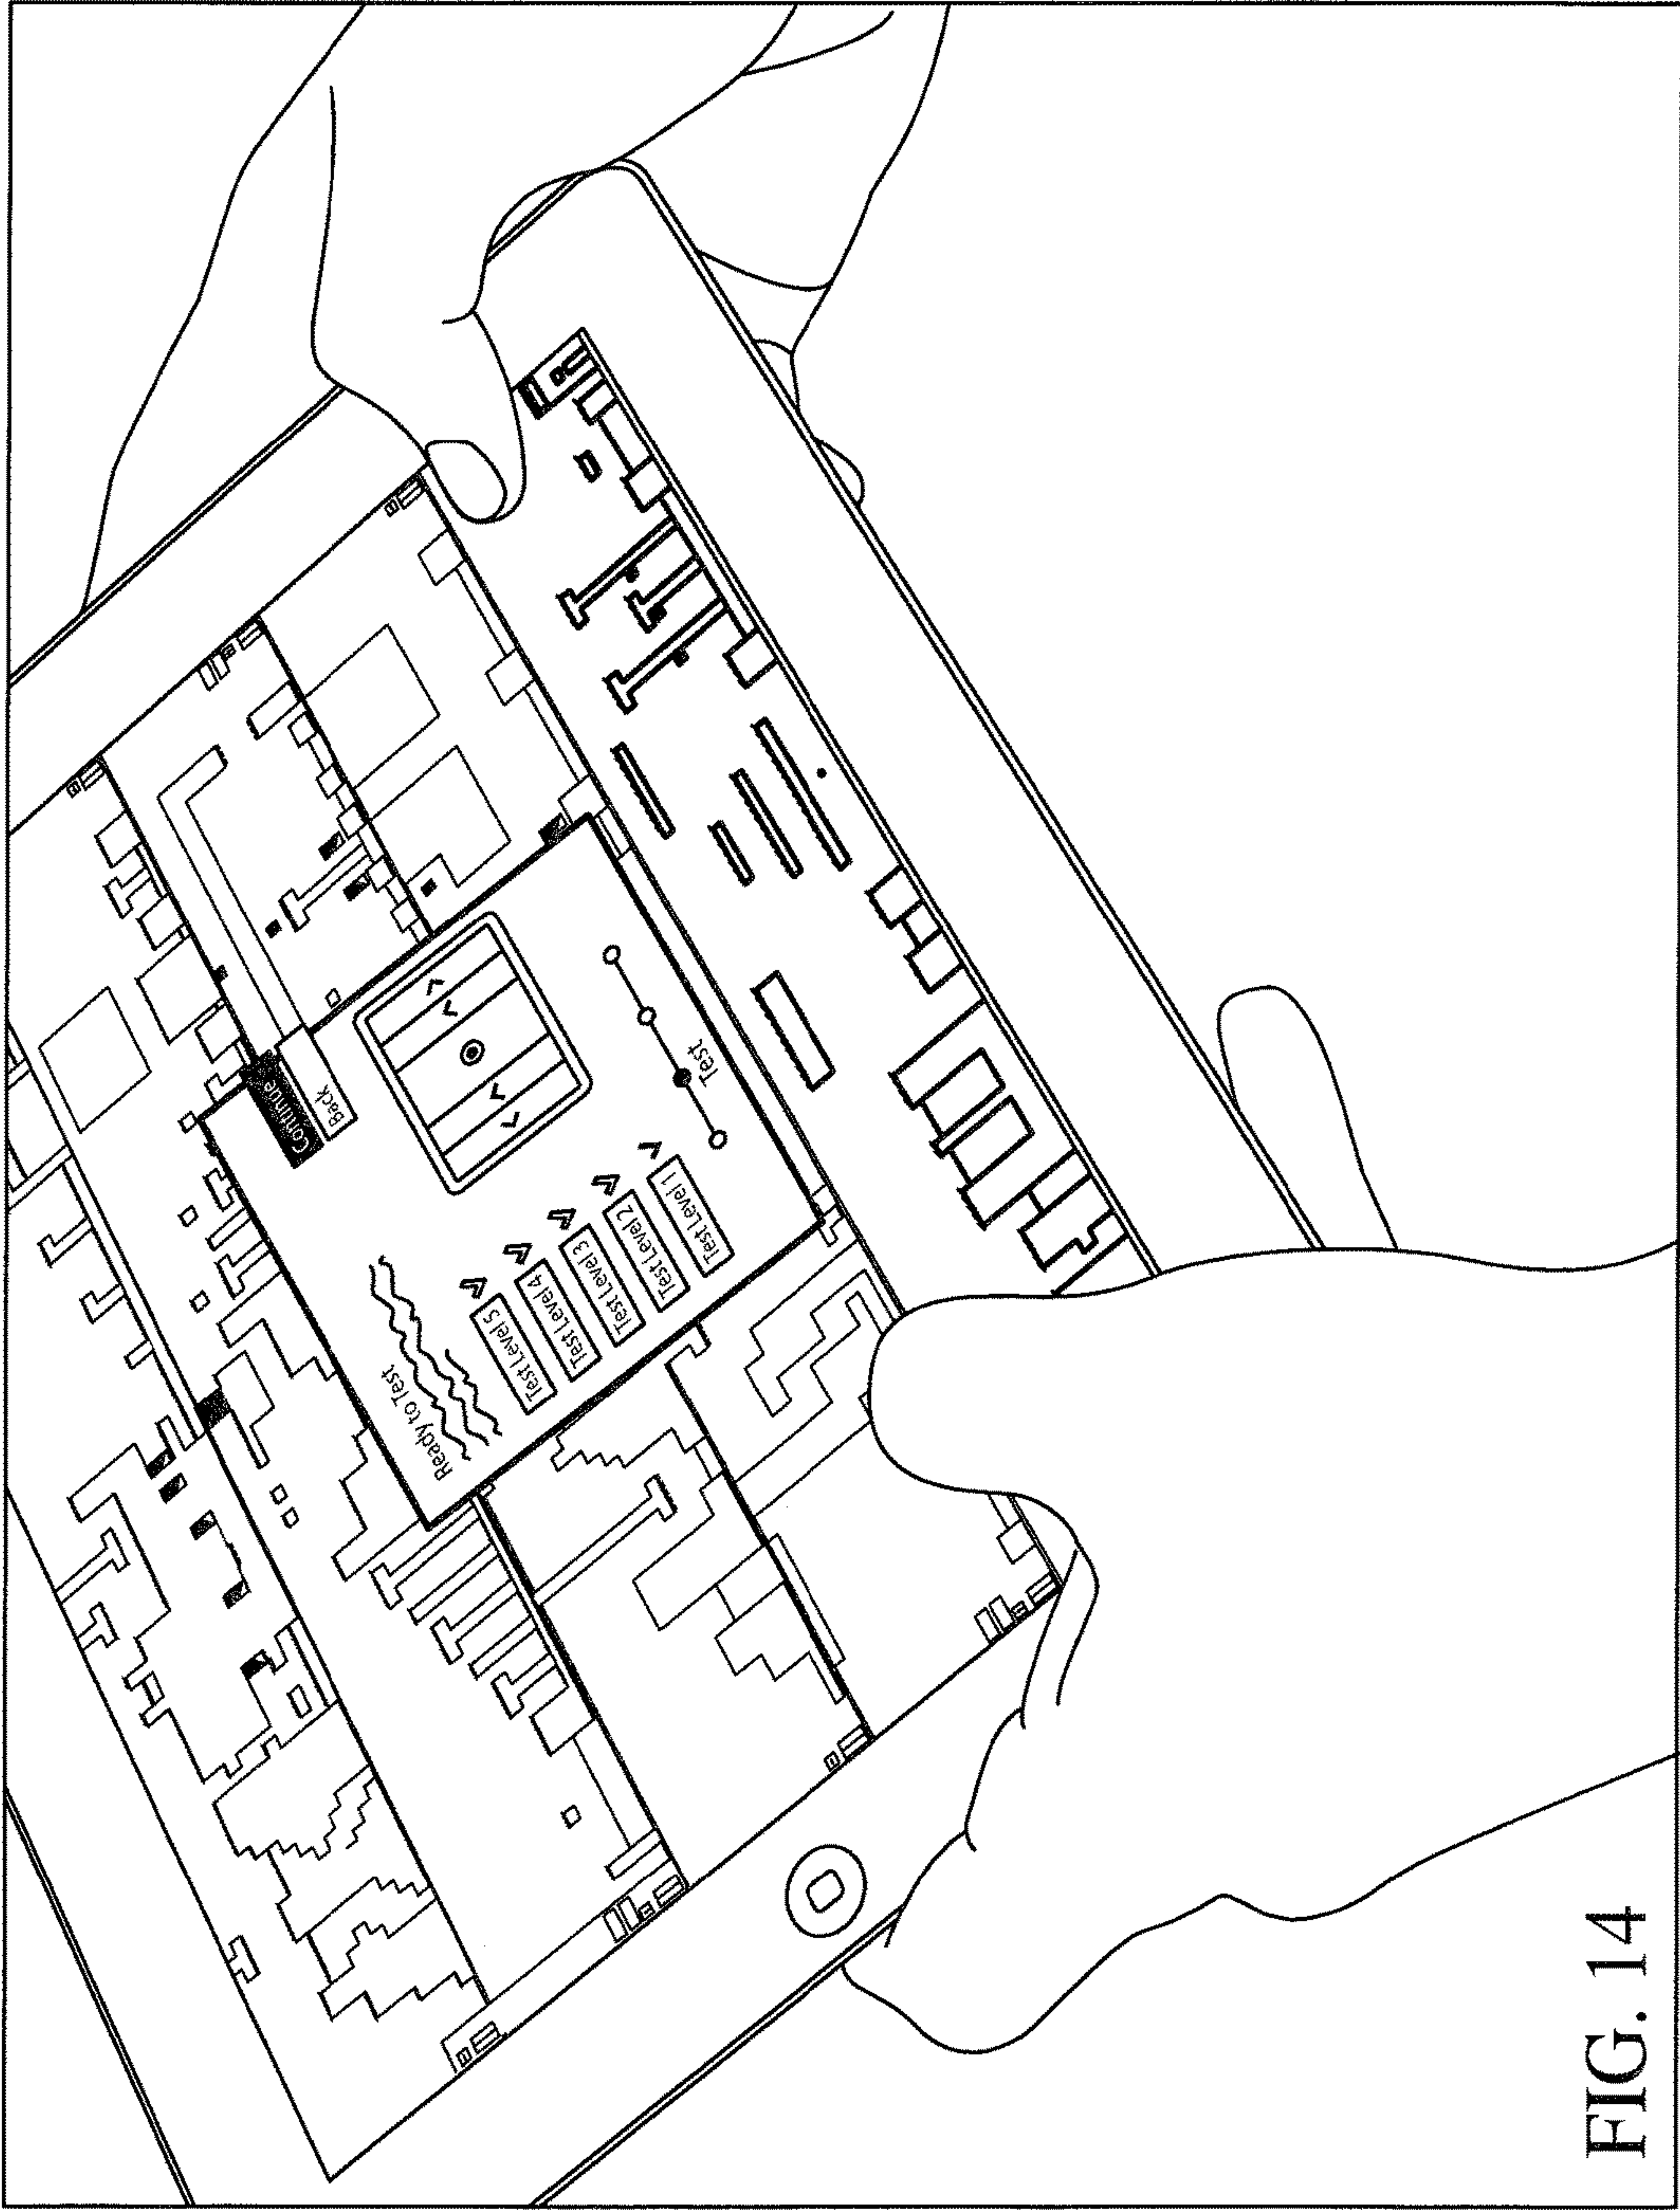 Ready to Test
Test Level 5
Test Level 4
Test Level 3
Test Level 2
Test Level 1
Test
Continue
Back
FIG. 14